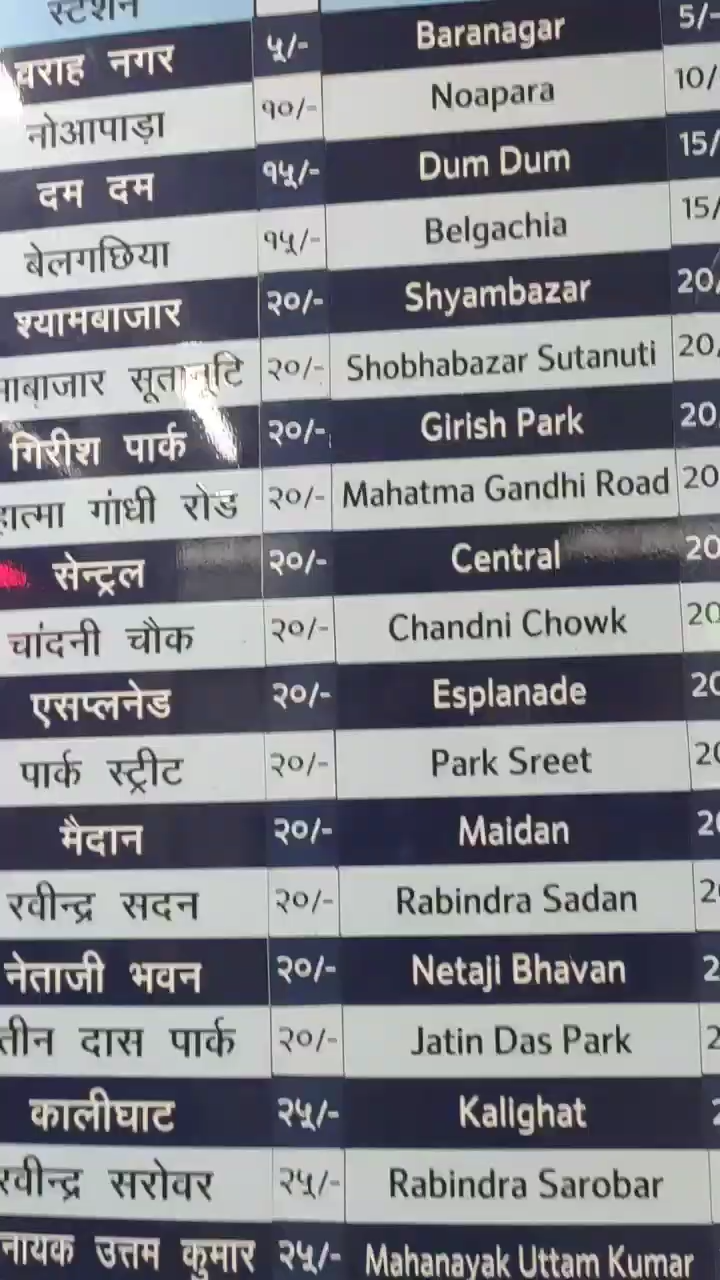 स्टेशन
वराह नगर ५/- Baranagar 5/-
नोआपाड़ा १०/- Noapara 10/
दम दम १५/- Dum Dum 15/
बेलगछिया १५/- Belgachia 15/
श्यामबाजार २०/- Shyambazar 20/
सूतानूटि २०/- Shobhabazar Sutanuti 20/
गिरीश पार्क २०/- Girish Park 20
गांधी रोड २०/- Mahatma Gandhi Road 20
सेन्ट्रल २०/- Central 20
चांदनी चौक २०/- Chandni Chowk 20
एसप्लनेड २०/- Esplanade 20
पार्क स्ट्रीट २०/- Park Sreet 20
मैदान २०/- Maidan 20
रवीन्द्र सदन २०/- Rabindra Sadan 2
नेताजी भवन २०/- Netaji Bhavan 2
तीन दास पार्क २०/- Jatin Das Park 2
कालीघाट २५/- Kalighat
रवीन्द्र सरोवर २५/- Rabindra Sarobar
नायक उत्तम कुमार २५/- Mahanayak Uttam Kumar